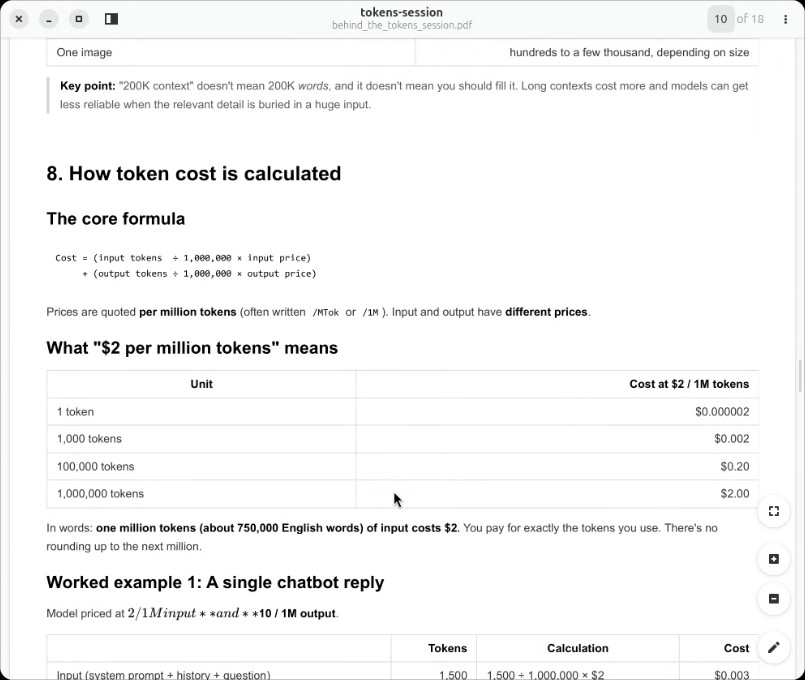 tokens-session
behind_the_tokens_session.pdf
10 of 18
One image hundreds to a few thousand, depending on size
Key point: "200K context" doesn't mean 200K words, and it doesn't mean you should fill it. Long contexts cost more and models can get
less reliable when the relevant detail is buried in a huge input.
8. How token cost is calculated
The core formula
Cost = (input tokens ÷ 1,000,000 × input price)
+ (output tokens ÷ 1,000,000 × output price)
Prices are quoted per million tokens (often written /MTok or /1M ). Input and output have different prices.
What "$2 per million tokens" means
Unit Cost at $2 / 1M tokens
1 token $0.000002
1,000 tokens $0.002
100,000 tokens $0.20
1,000,000 tokens $2.00
In words: one million tokens (about 750,000 English words) of input costs $2. You pay for exactly the tokens you use. There's no
rounding up to the next million.
Worked example 1: A single chatbot reply
Model priced at 2/1Minput * *and * *10 / 1M output.
Tokens Calculation Cost
Input (system prompt + history + question) 1,500 1,500 ÷ 1,000,000 × $2 $0.003